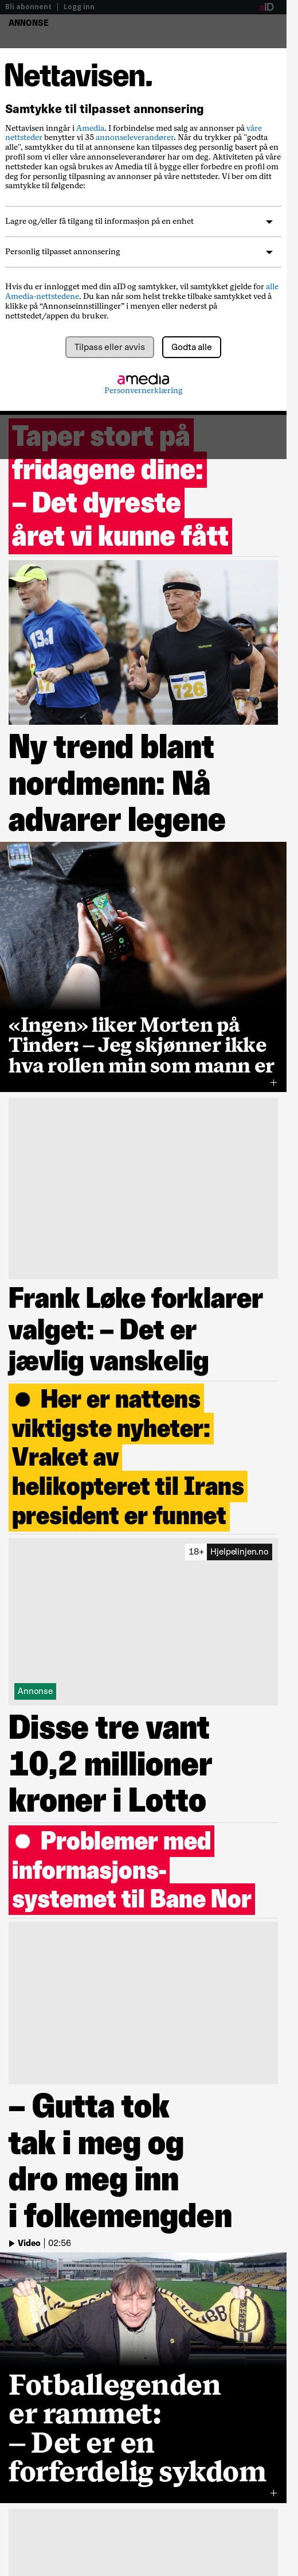 Bli abonnent | Logg inn
aID
ANNONSE
Nettavisen.
Samtykke til tilpasset annonsering
Nettavisen inngår i Amedia. I forbindelse med salg av annonser på våre
nettsteder benytter vi 35 annonseleverandører. Når du trykker på "godta
alle", samtykker du til at annonsene kan tilpasses deg personlig basert på en
profil som vi eller våre annonseleverandører har om deg. Aktiviteten på våre
nettsteder kan også brukes av Amedia til å bygge eller forbedre en profil om
deg for personlig tilpasning av annonser på våre nettsteder. Vi ber om ditt
samtykke til følgende:
Lagre og/eller få tilgang til informasjon på en enhet
Personlig tilpasset annonsering
Hvis du er innlogget med din aID og samtykker, vil samtykket gjelde for alle
Amedia-nettstedene. Du kan når som helst trekke tilbake samtykket ved å
klikke på “Annonseinnstillinger” i menyen eller nederst på
nettstedet/appen du bruker.
Tilpass eller avvis
Godta alle
amedia
Personvernerklæring
Taper stort på
fridagene dine:
– Det dyreste
året vi kunne fått
13.1
726
Ny trend blant
nordmenn: Nå
advarer legene
«Ingen» liker Morten på
Tinder: – Jeg skjønner ikke
hva rollen min som mann er
Frank Løke forklarer
valget: – Det er
jævlig vanskelig
Her er nattens
viktigste nyheter:
Vraket av
helikopteret til Irans
president er funnet
18+ Hjelpelinjen.no
Annonse
Disse tre vant
10,2 millioner
kroner i Lotto
Problemer med
informasjons-
systemet til Bane Nor
– Gutta tok
tak i meg og
dro meg inn
i folkemengden
Video | 02:56
Fotballegenden
er rammet:
– Det er en
forferdelig sykdom